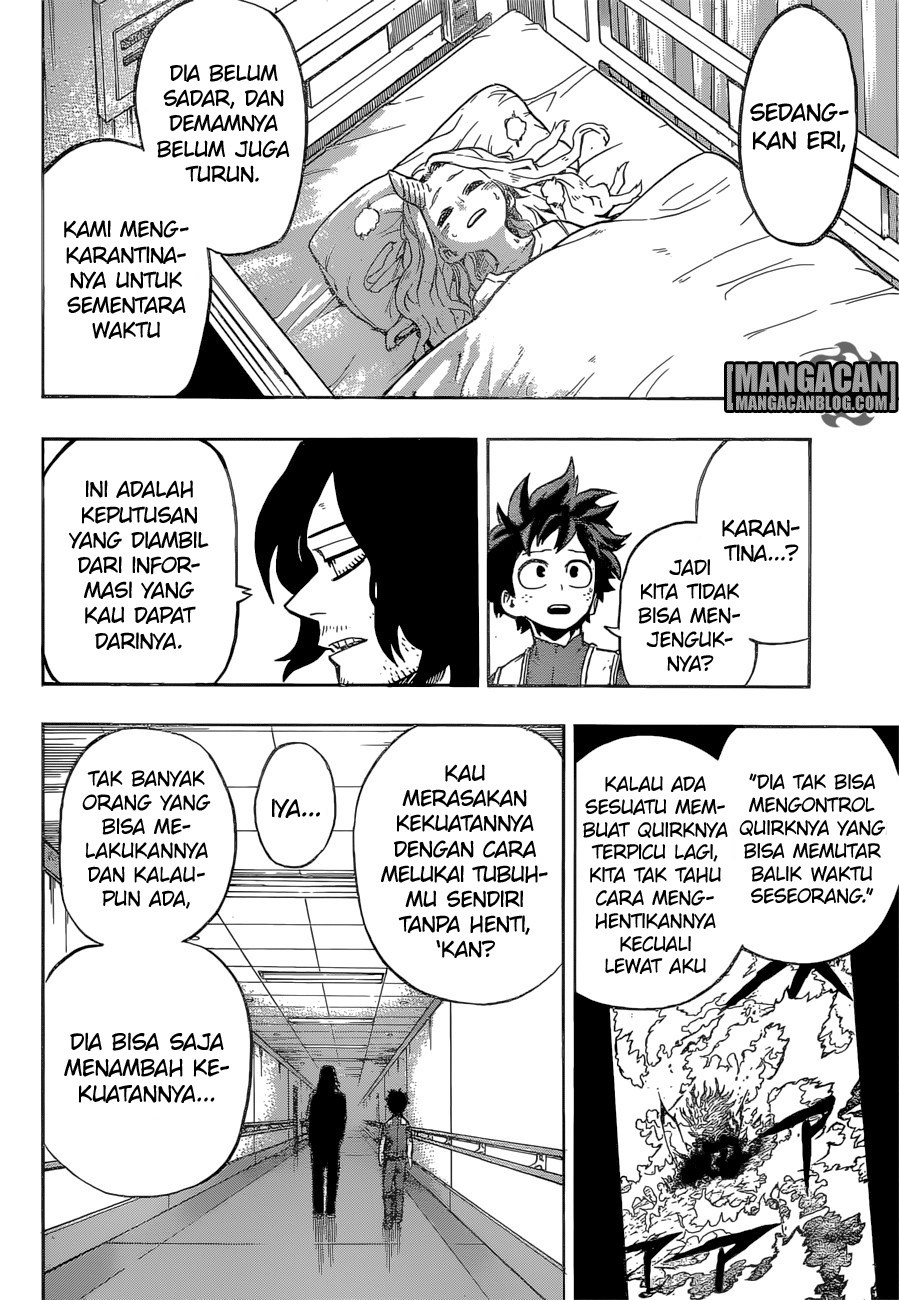 SEDANG-
KAN ERI,
DIA BELUM
SADAR, DAN
DEMAMNYA
BELUM JUGA
TURUN.
KAMI MENG-
KARANTINA-
NYA UNTUK
SEMENTARA
WAKTU
[MANGACAN]
MANGACANBLOG.COM
KARAN-
TINA...?
JADI
KITA TIDAK
BISA MEN-
JENGUK-
NYA?
INI ADALAH
KEPUTUSAN
YANG DIAMBIL
DARI INFOR-
MASI YANG
KAU DAPAT
DARINYA.
"DIA TAK BISA
MENGONTROL
QUIRKNYA YANG
BISA MEMUTAR
BALIK WAKTU
SESEORANG."
KALAU ADA
SESUATU MEM-
BUAT QUIRKNYA
TERPICU LAGI,
KITA TAK TAHU
CARA MENG-
HENTIKANNYA
KECUALI
LEWAT AKU
KAU
MERASAKAN
KEKUATANNYA
DENGAN CARA
MELUKAI TUBUH-
MU SENDIRI
TANPA HENTI,
'KAN?
IYA...
TAK BANYAK
ORANG YANG
BISA ME-
LAKUKANNYA
DAN KALAU-
PUN ADA,
DIA BISA SAJA
MENAMBAH KE-
KUATANNYA...